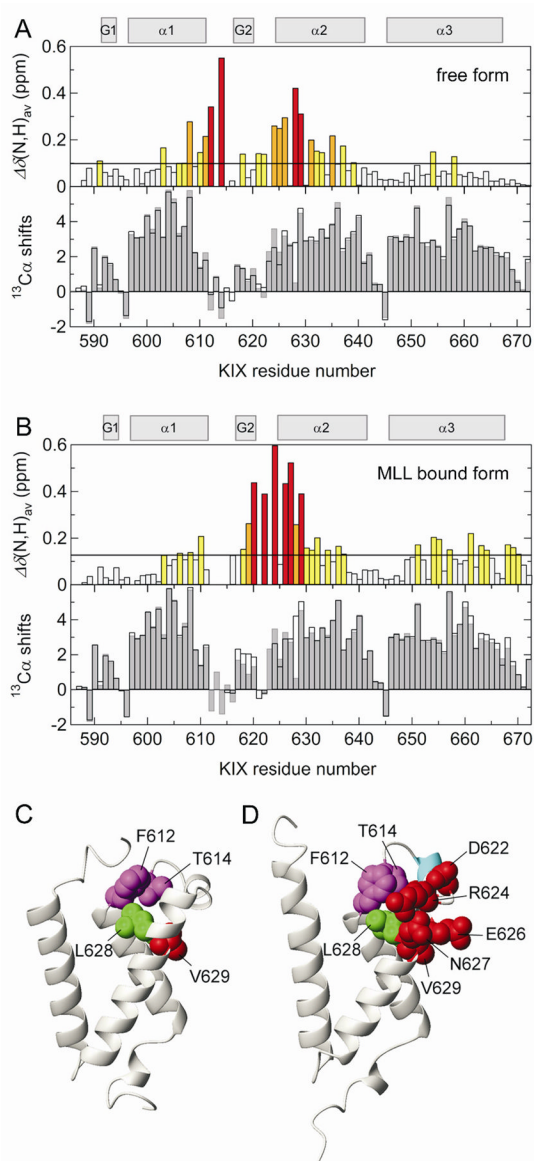 A
G1 α1 G2 α2 α3
free form
Δδ(N,H)av (ppm)
0.6
0.4
0.2
0
13Cα shifts
4
2
0
-2
590 600 610 620 630 640 650 660 670
KIX residue number
B
G1 α1 G2 α2 α3
MLL bound form
Δδ(N,H)av (ppm)
0.6
0.4
0.2
0
13Cα shifts
4
2
0
-2
590 600 610 620 630 640 650 660 670
KIX residue number
C
F612
T614
L628
V629
D
T614
F612
D622
R624
L628
E626
N627
V629